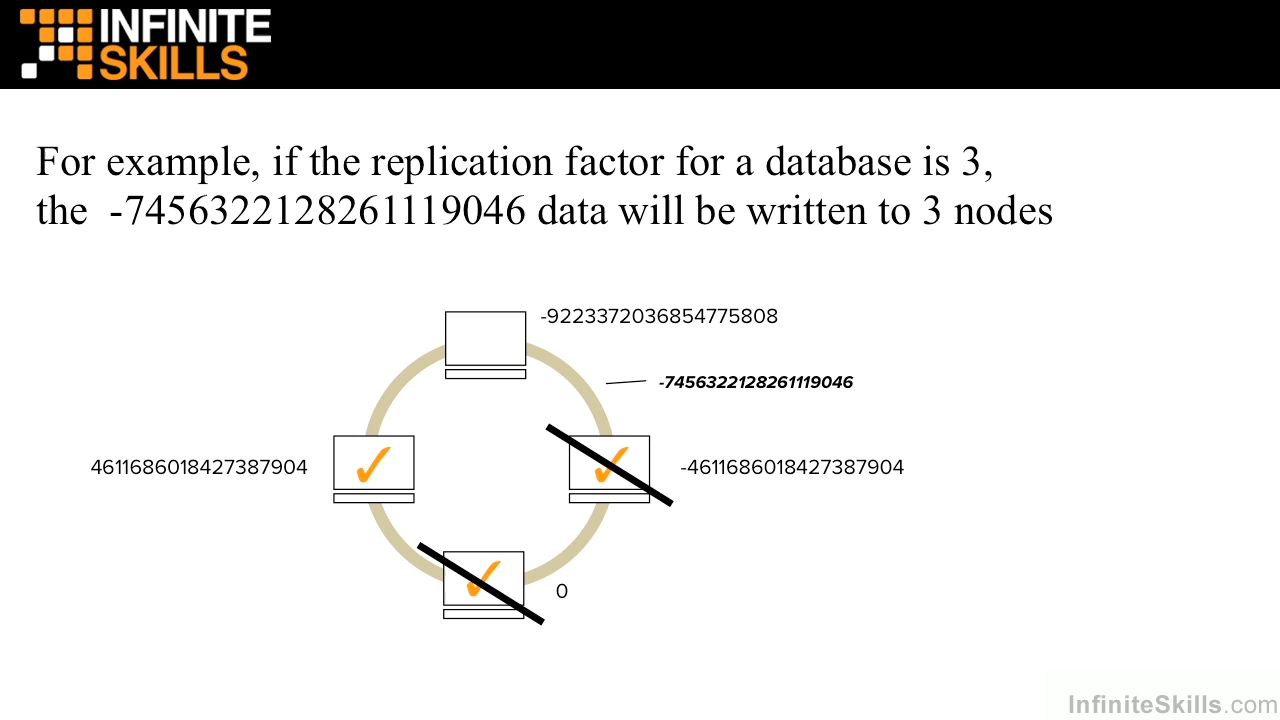 INFINITE
SKILLS
For example, if the replication factor for a database is 3,
the -7456322128261119046 data will be written to 3 nodes
-9223372036854775808
-7456322128261119046
4611686018427387904
-4611686018427387904
0
InfiniteSkills.com